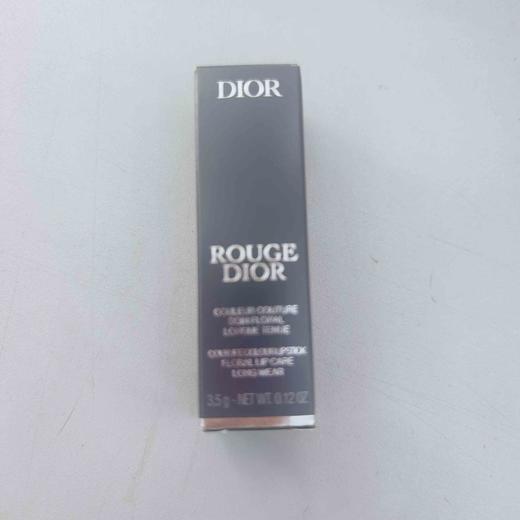 DIOR
ROUGE
DIOR
COULEUR COUTURE
SOIN FLORAL
LONGUE TENUE
COUTURE COLOUR LIPSTICK
FLORAL LIP CARE
LONG WEAR
3.5 g - NET WT. 0.12 OZ